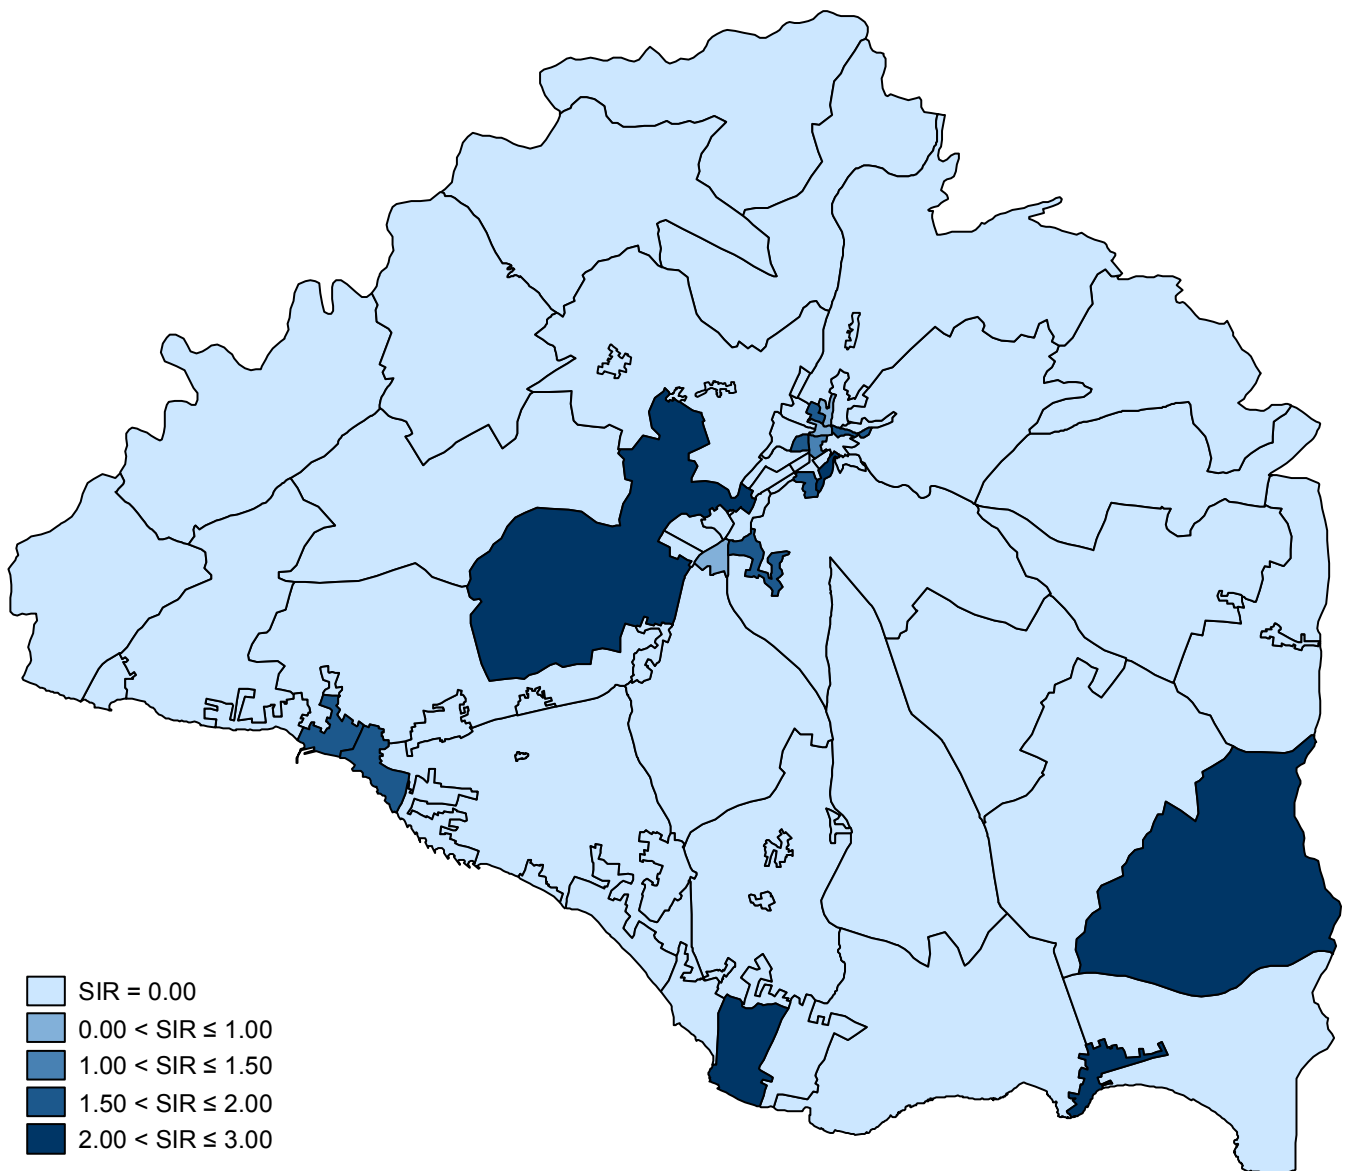 SIR = 0.00
0.00 < SIR ≤ 1.00
1.00 < SIR ≤ 1.50
1.50 < SIR ≤ 2.00
2.00 < SIR ≤ 3.00